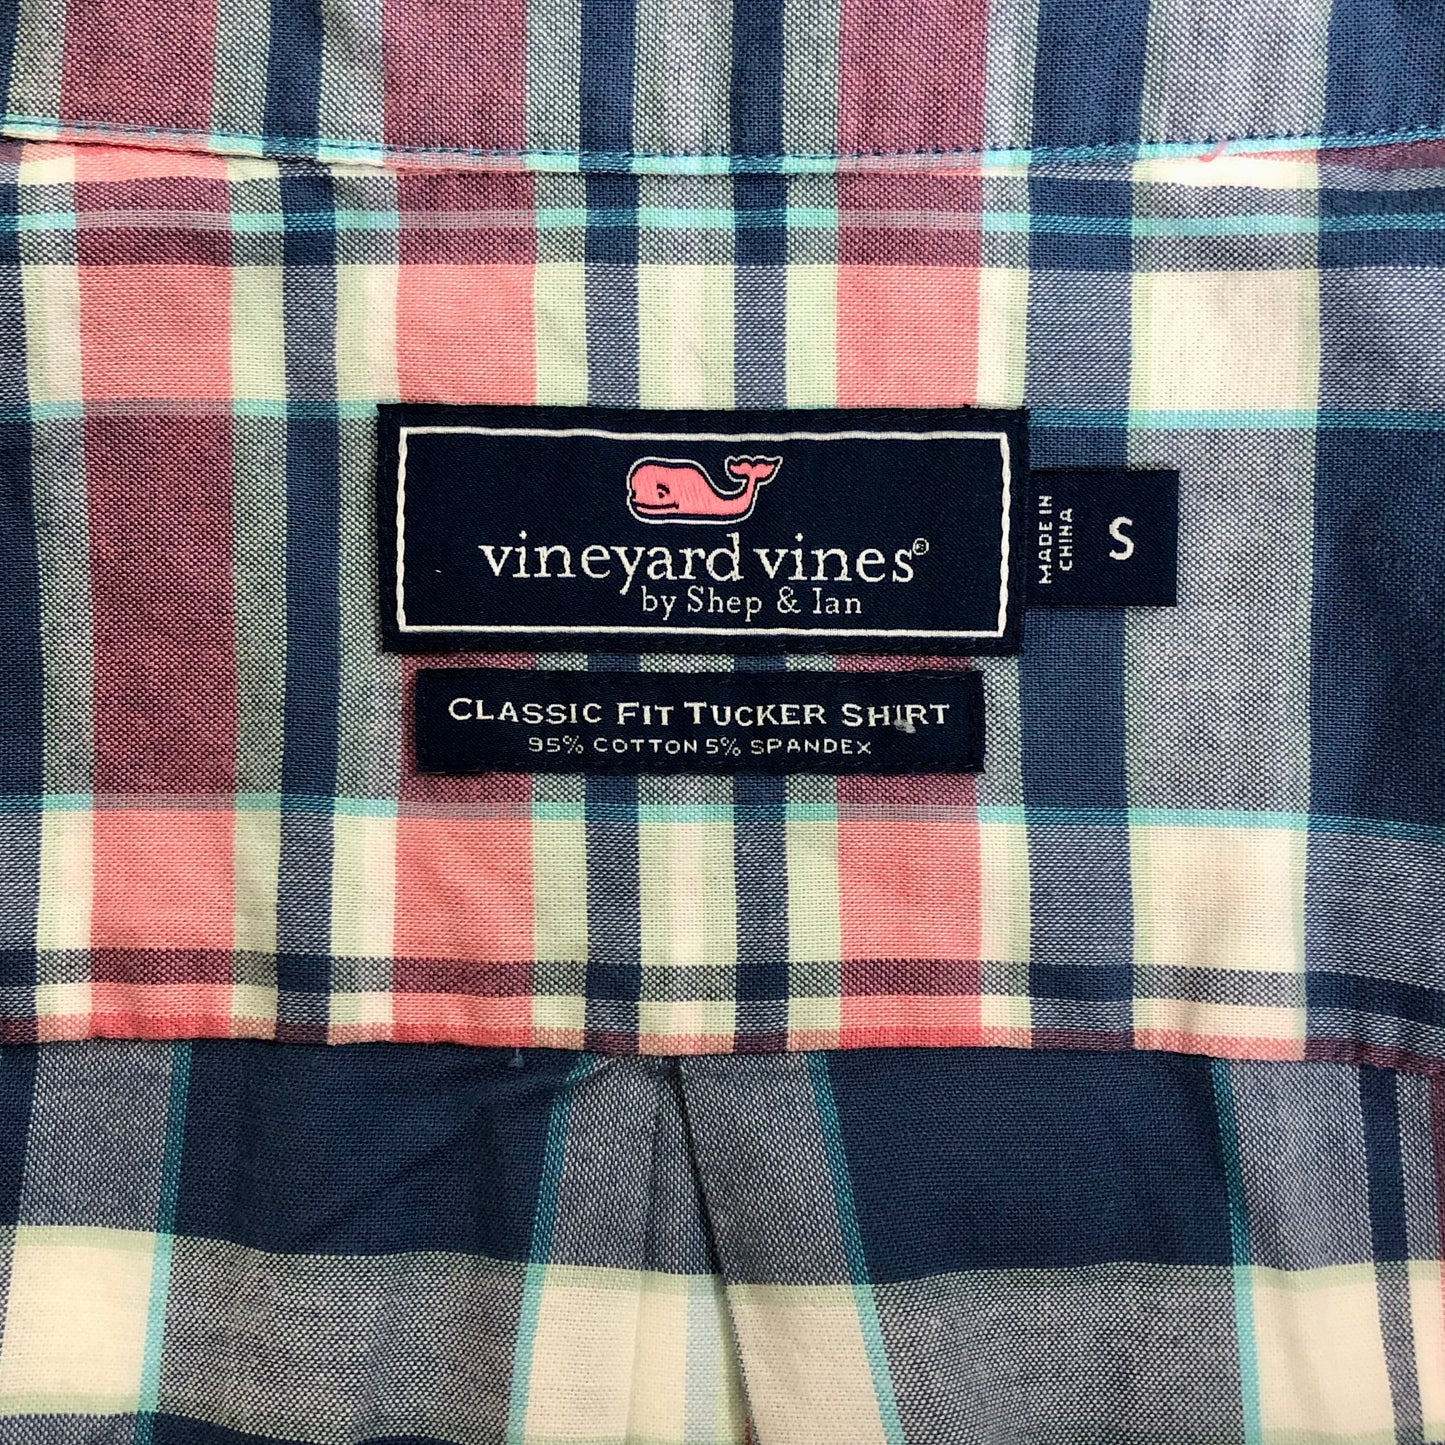 vineyard vines®
by Shep & Ian
MADE IN
CHINA
S
CLASSIC FIT TUCKER SHIRT
95% COTTON 5% SPANDEX